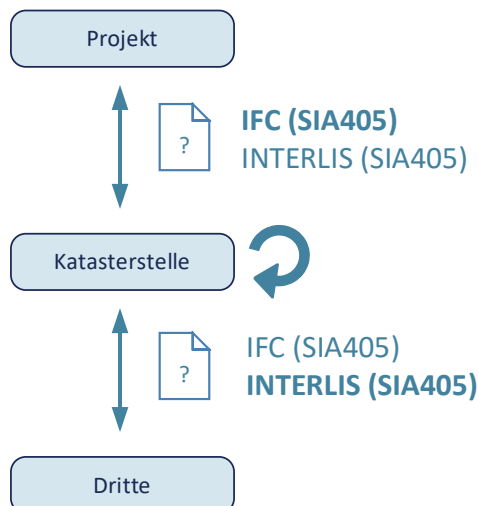 Projekt
?
IFC (SIA405)
INTERLIS (SIA405)
Katasterstelle
?
IFC (SIA405)
INTERLIS (SIA405)
Dritte